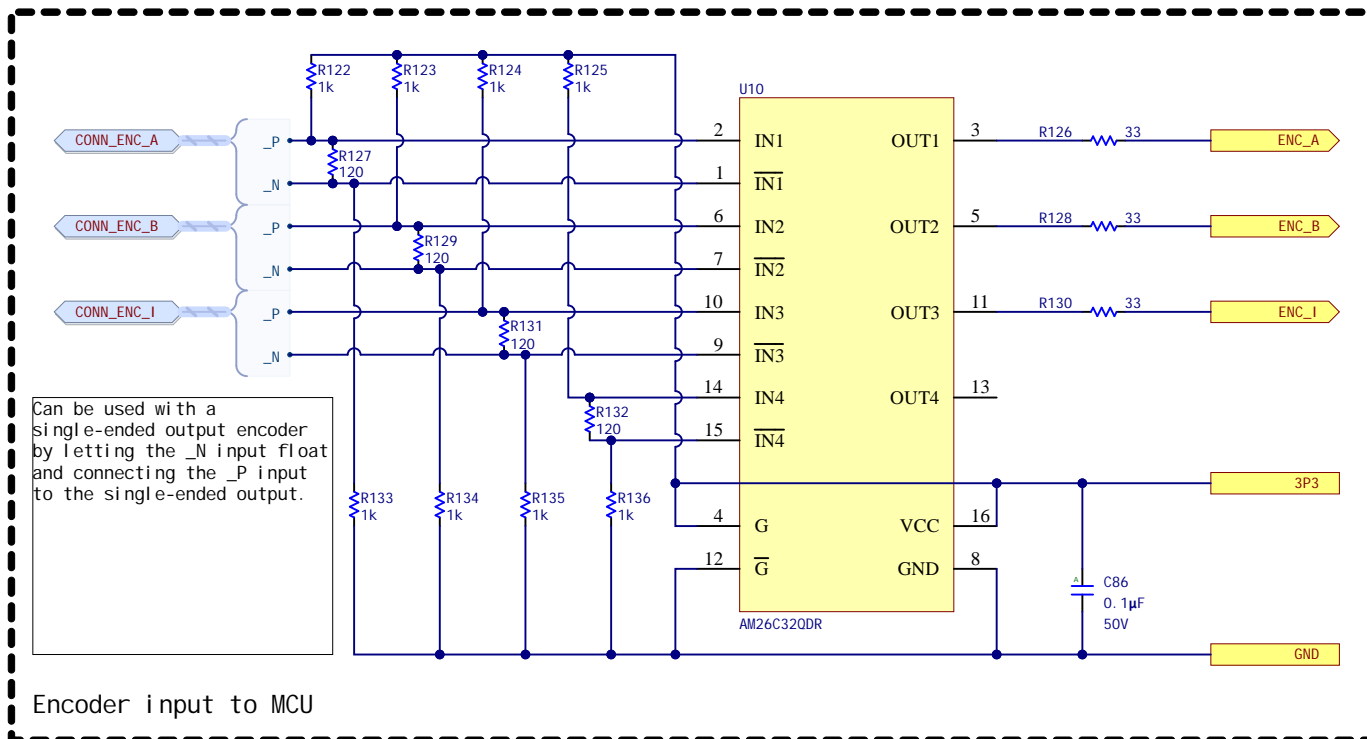 R122
1k
R123
1k
R124
1k
R125
1k
U10
CONN_ENC_A
_P
R127
120
_N
2
IN1
OUT1
3
R126
33
ENC_A
1
IN1
CONN_ENC_B
_P
R129
120
_N
6
IN2
OUT2
5
R128
33
ENC_B
7
IN2
CONN_ENC_I
_P
R131
120
_N
10
IN3
OUT3
11
R130
33
ENC_I
9
IN3
14
IN4
OUT4
13
R132
120
15
IN4
Can be used with a
single-ended output encoder
by letting the _N input float
and connecting the _P input
to the single-ended output.
R133
1k
R134
1k
R135
1k
R136
1k
3P3
4
G
VCC
16
12
G
GND
8
A
C86
0.1µF
50V
AM26C32QDR
GND
Encoder input to MCU